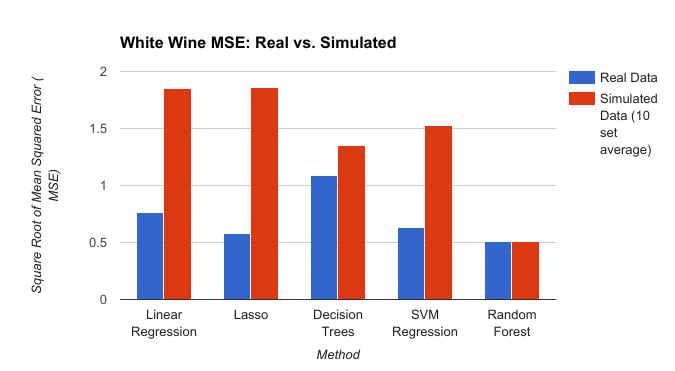 White Wine MSE: Real vs. Simulated
Square Root of Mean Squared Error (
MSE)
2
1.5
1
0.5
0
Linear
Regression
Lasso
Decision
Trees
SVM
Regression
Random
Forest
Method
Real Data
Simulated
Data (10
set
average)